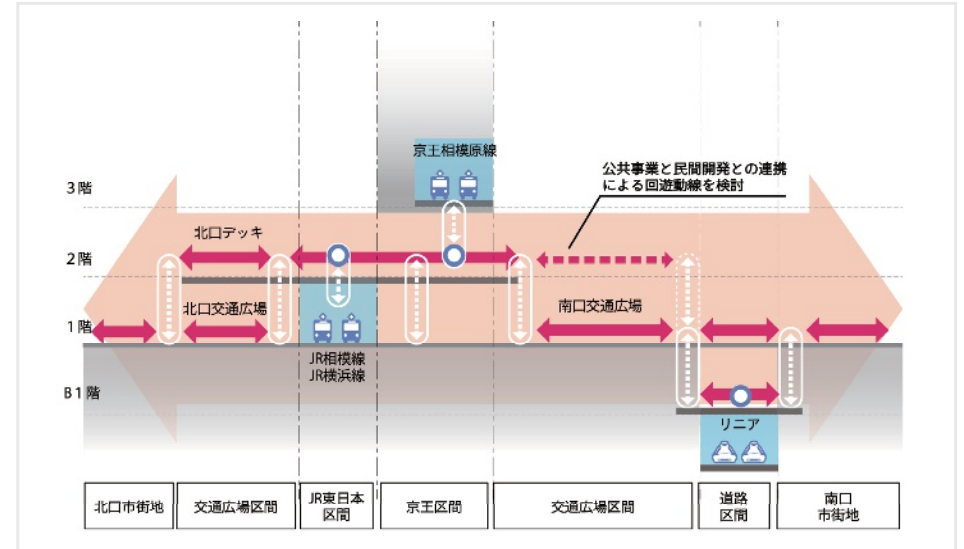 京王相模原線
公共事業と民間開発との連携
による回遊動線を検討
3階
北口デッキ
2階
北口交通広場
南口交通広場
1階
JR相模線
JR横浜線
B1階
リニア
北口市街地
交通広場区間
JR東日本
区間
京王区間
交通広場区間
道路
区間
南口
市街地